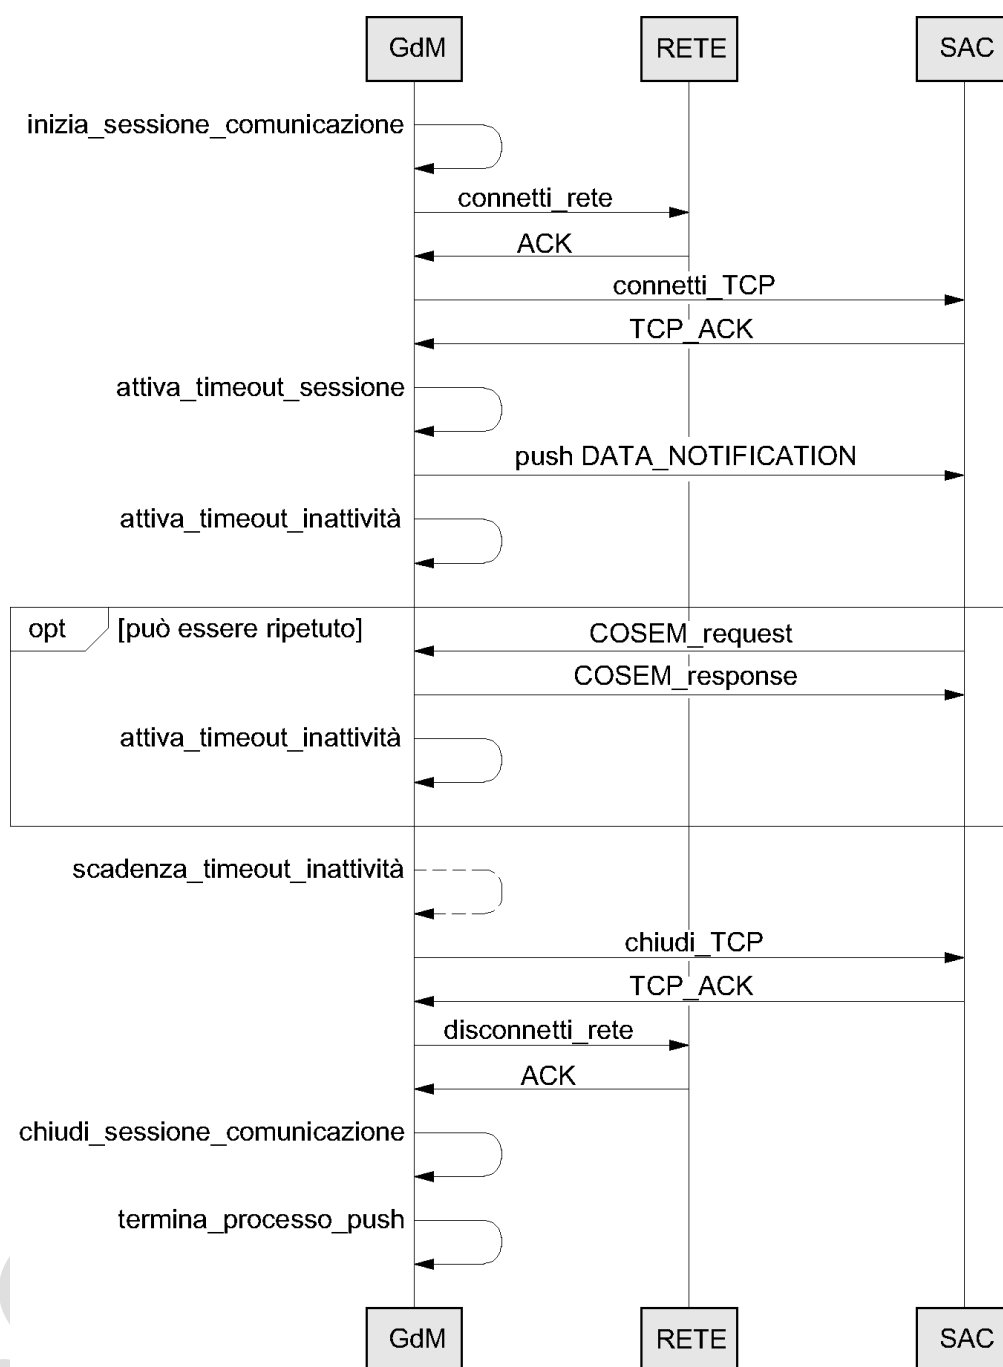 GdM RETE SAC
inizia_sessione_comunicazione
connetti_rete
ACK
connetti_TCP
TCP_ACK
attiva_timeout_sessione
push DATA_NOTIFICATION
attiva_timeout_inattività
opt [può essere ripetuto] COSEM_request
COSEM_response
attiva_timeout_inattività
scadenza_timeout_inattività
chiudi_TCP
TCP_ACK
disconnetti_rete
ACK
chiudi_sessione_comunicazione
termina_processo_push
GdM RETE SAC